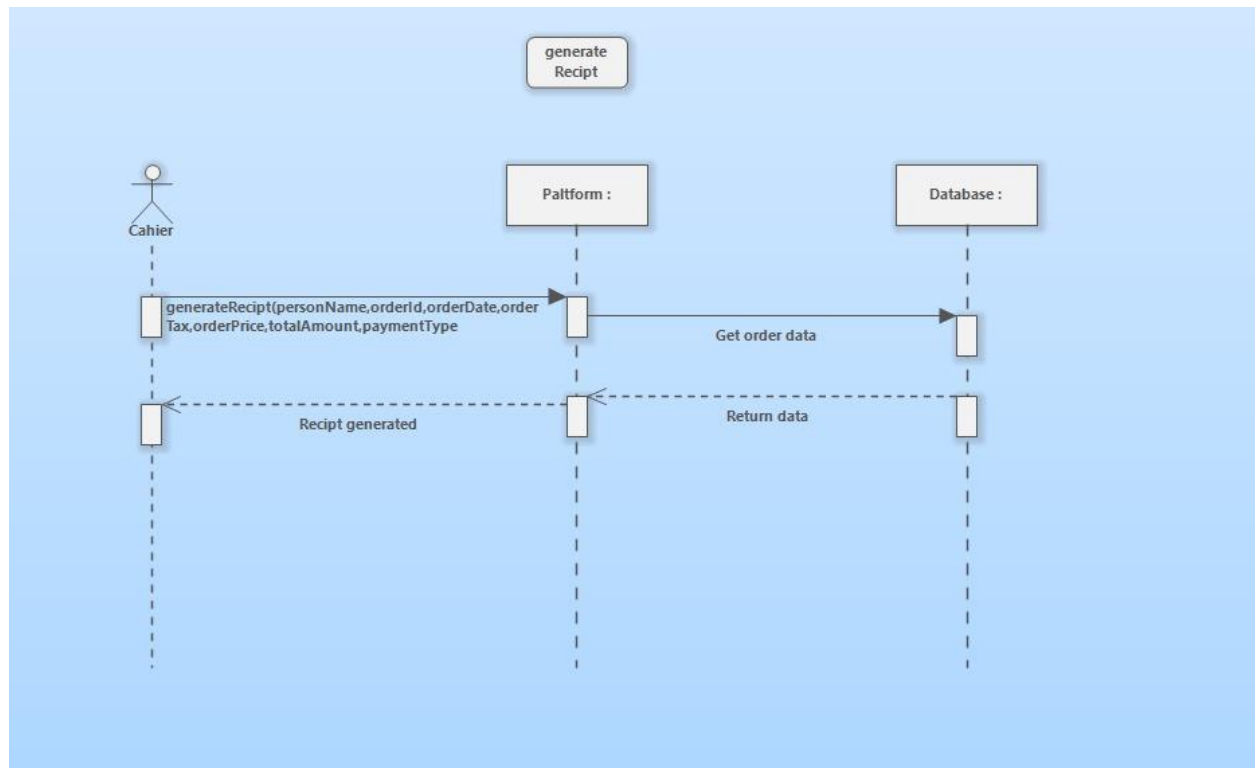 generate
Recipt
Cahier
Paltform :
Database :
generateRecipt(personName,orderId,orderDate,order
Tax,orderPrice,totalAmount,paymentType
Get order data
Return data
Recipt generated